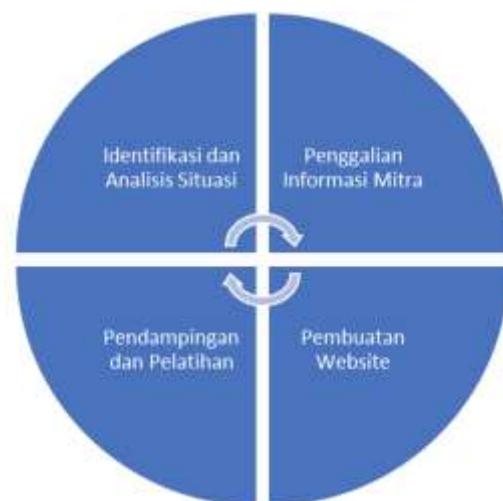 Identifikasi dan
Analisis Situasi
Penggalian
Informasi Mitra
Pendampingan
dan Pelatihan
Pembuatan
Website